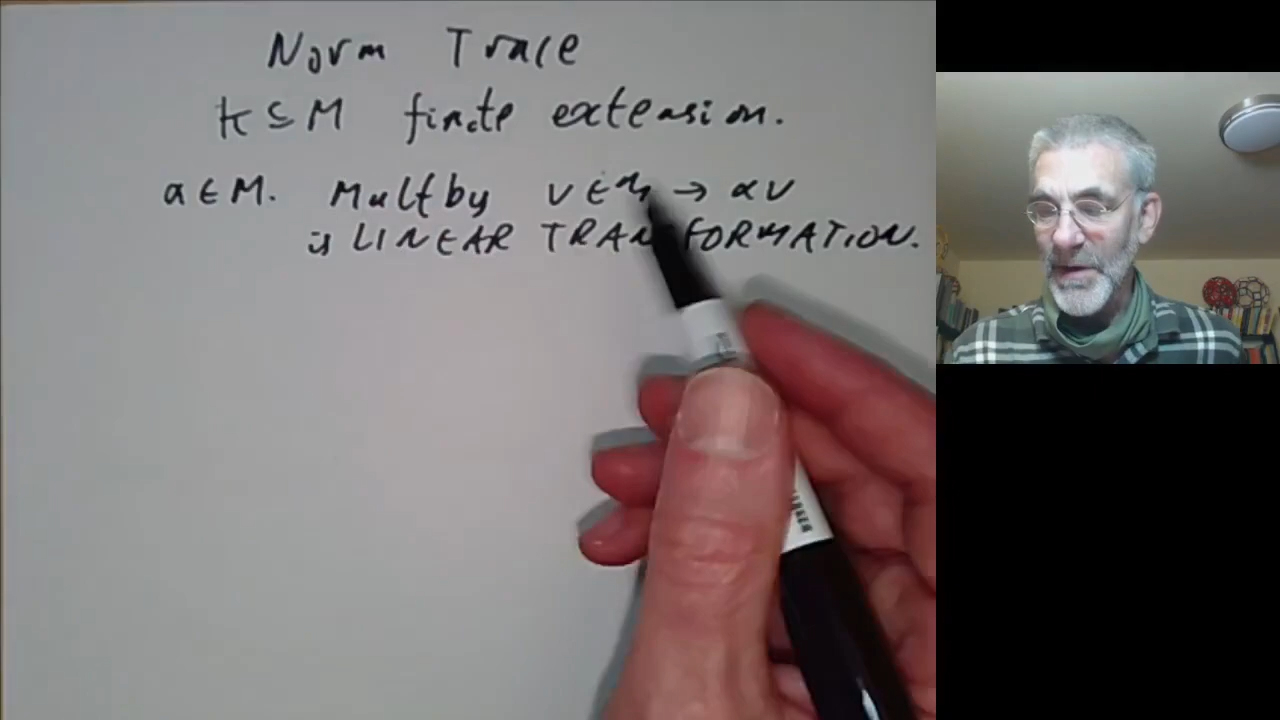 Norm Trace
K ⊆ M finite extension.
a ∈ M. Mult by v ∈ M → αv
is LINEAR TRANSFORMATION.